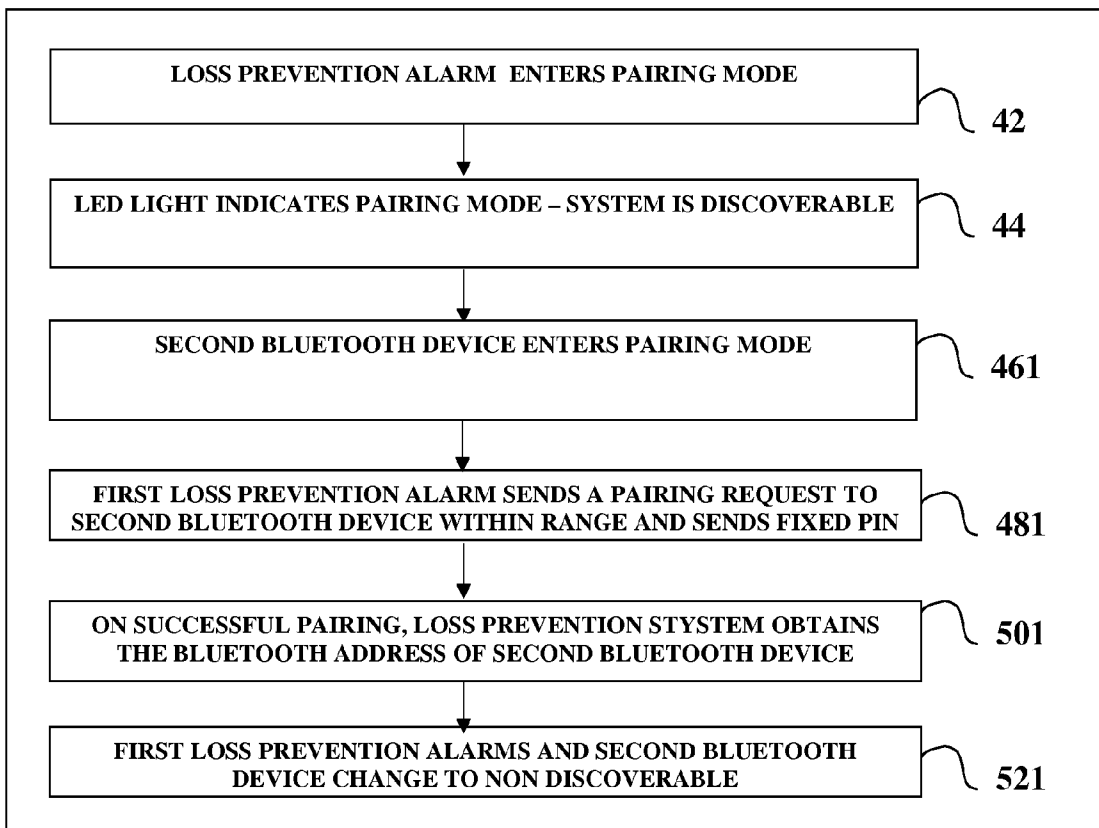 LOSS PREVENTION ALARM ENTERS PAIRING MODE
42
LED LIGHT INDICATES PAIRING MODE – SYSTEM IS DISCOVERABLE
44
SECOND BLUETOOTH DEVICE ENTERS PAIRING MODE
461
FIRST LOSS PREVENTION ALARM SENDS A PAIRING REQUEST TO
SECOND BLUETOOTH DEVICE WITHIN RANGE AND SENDS FIXED PIN
481
ON SUCCESSFUL PAIRING, LOSS PREVENTION STYSTEM OBTAINS
THE BLUETOOTH ADDRESS OF SECOND BLUETOOTH DEVICE
501
FIRST LOSS PREVENTION ALARMS AND SECOND BLUETOOTH
DEVICE CHANGE TO NON DISCOVERABLE
521